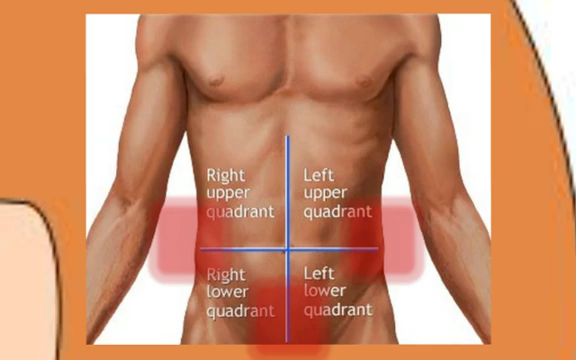 Right
upper
quadrant
Left
upper
quadrant
Right
lower
quadrant
Left
lower
quadrant